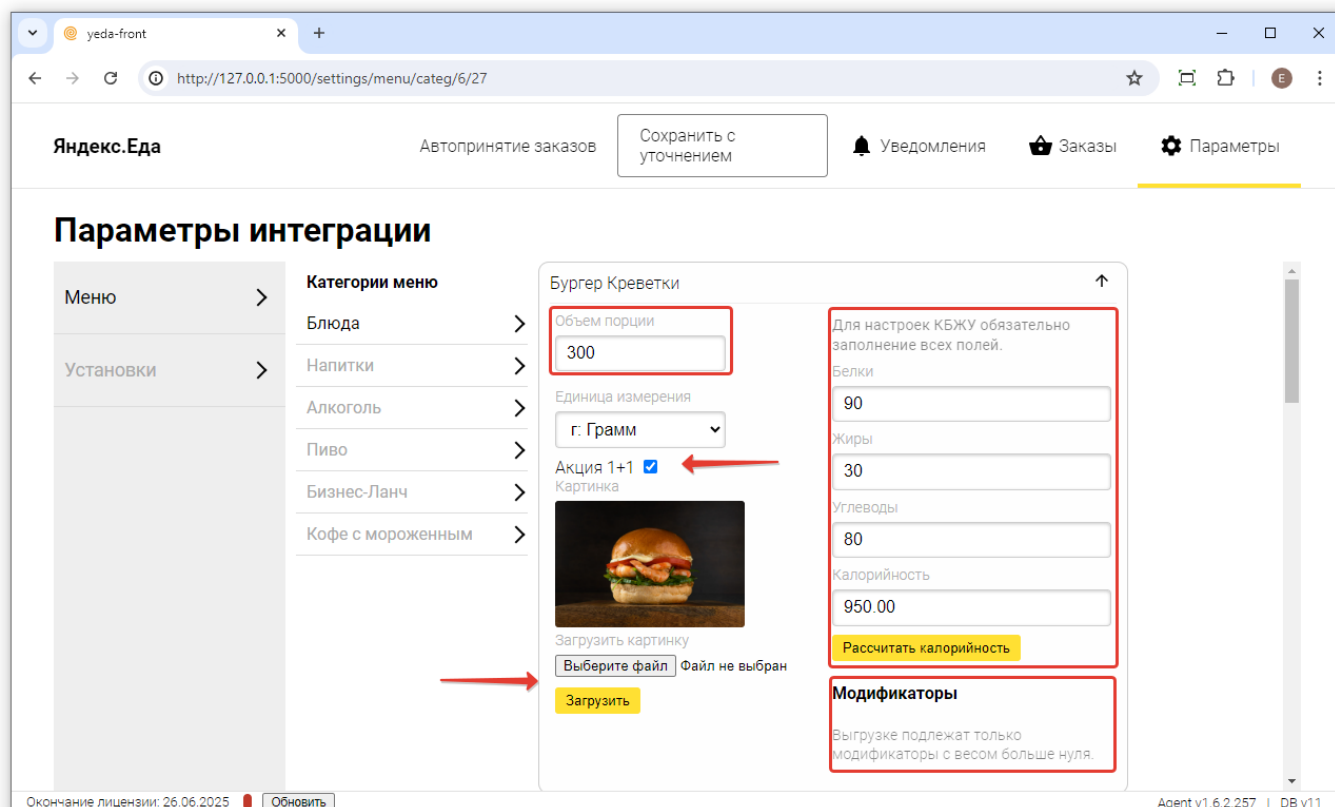 yeda-front
http://127.0.0.1:5000/settings/menu/categ/6/27
E
Яндекс.Еда
Автопринятие заказов
Сохранить с
уточнением
Уведомления
Заказы
Параметры
Параметры интеграции
Меню
Установки
Категории меню
Блюда
Напитки
Алкоголь
Пиво
Бизнес-Ланч
Кофе с мороженным
Бургер Креветки
Объем порции
300
Единица измерения
г: Грамм
Акция 1+1
Картинка
Загрузить картинку
Выберите файл Файл не выбран
Загрузить
Для настроек КБЖУ обязательно
заполнение всех полей.
Белки
90
Жиры
30
Углеводы
80
Калорийность
950.00
Рассчитать калорийность
Модификаторы
Выгрузке подлежат только
модификаторы с весом больше нуля.
Окончание лицензии: 26.06.2025
Обновить
Agent v1.6.2.257 | DB v11